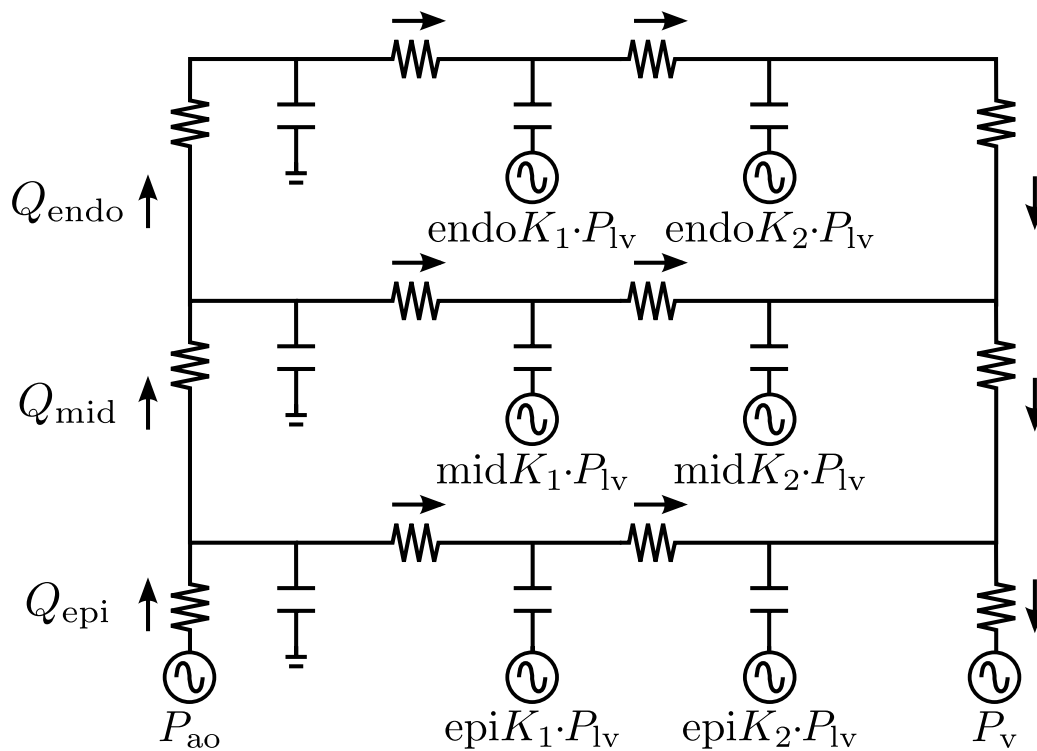 Q_endo
endoK_1·P_lv endoK_2·P_lv
Q_mid
midK_1·P_lv midK_2·P_lv
Q_epi
P_ao epiK_1·P_lv epiK_2·P_lv P_v